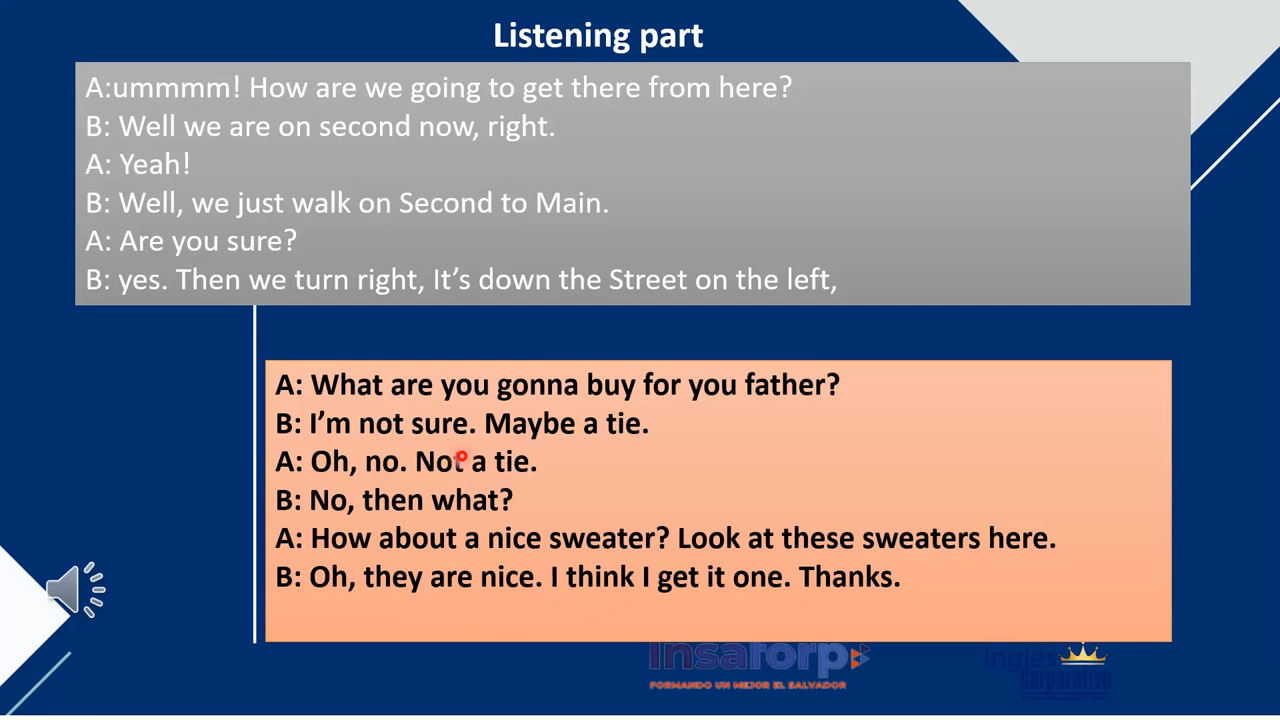 Listening part
A:ummmm! How are we going to get there from here?
B: Well we are on second now, right.
A: Yeah!
B: Well, we just walk on Second to Main.
A: Are you sure?
B: yes. Then we turn right, It’s down the Street on the left,
A: What are you gonna buy for you father?
B: I’m not sure. Maybe a tie.
A: Oh, no. Not a tie.
B: No, then what?
A: How about a nice sweater? Look at these sweaters here.
B: Oh, they are nice. I think I get it one. Thanks.
Insaforp
FORMANDO UN MEJOR EL SALVADOR
Inglés
Corporativo